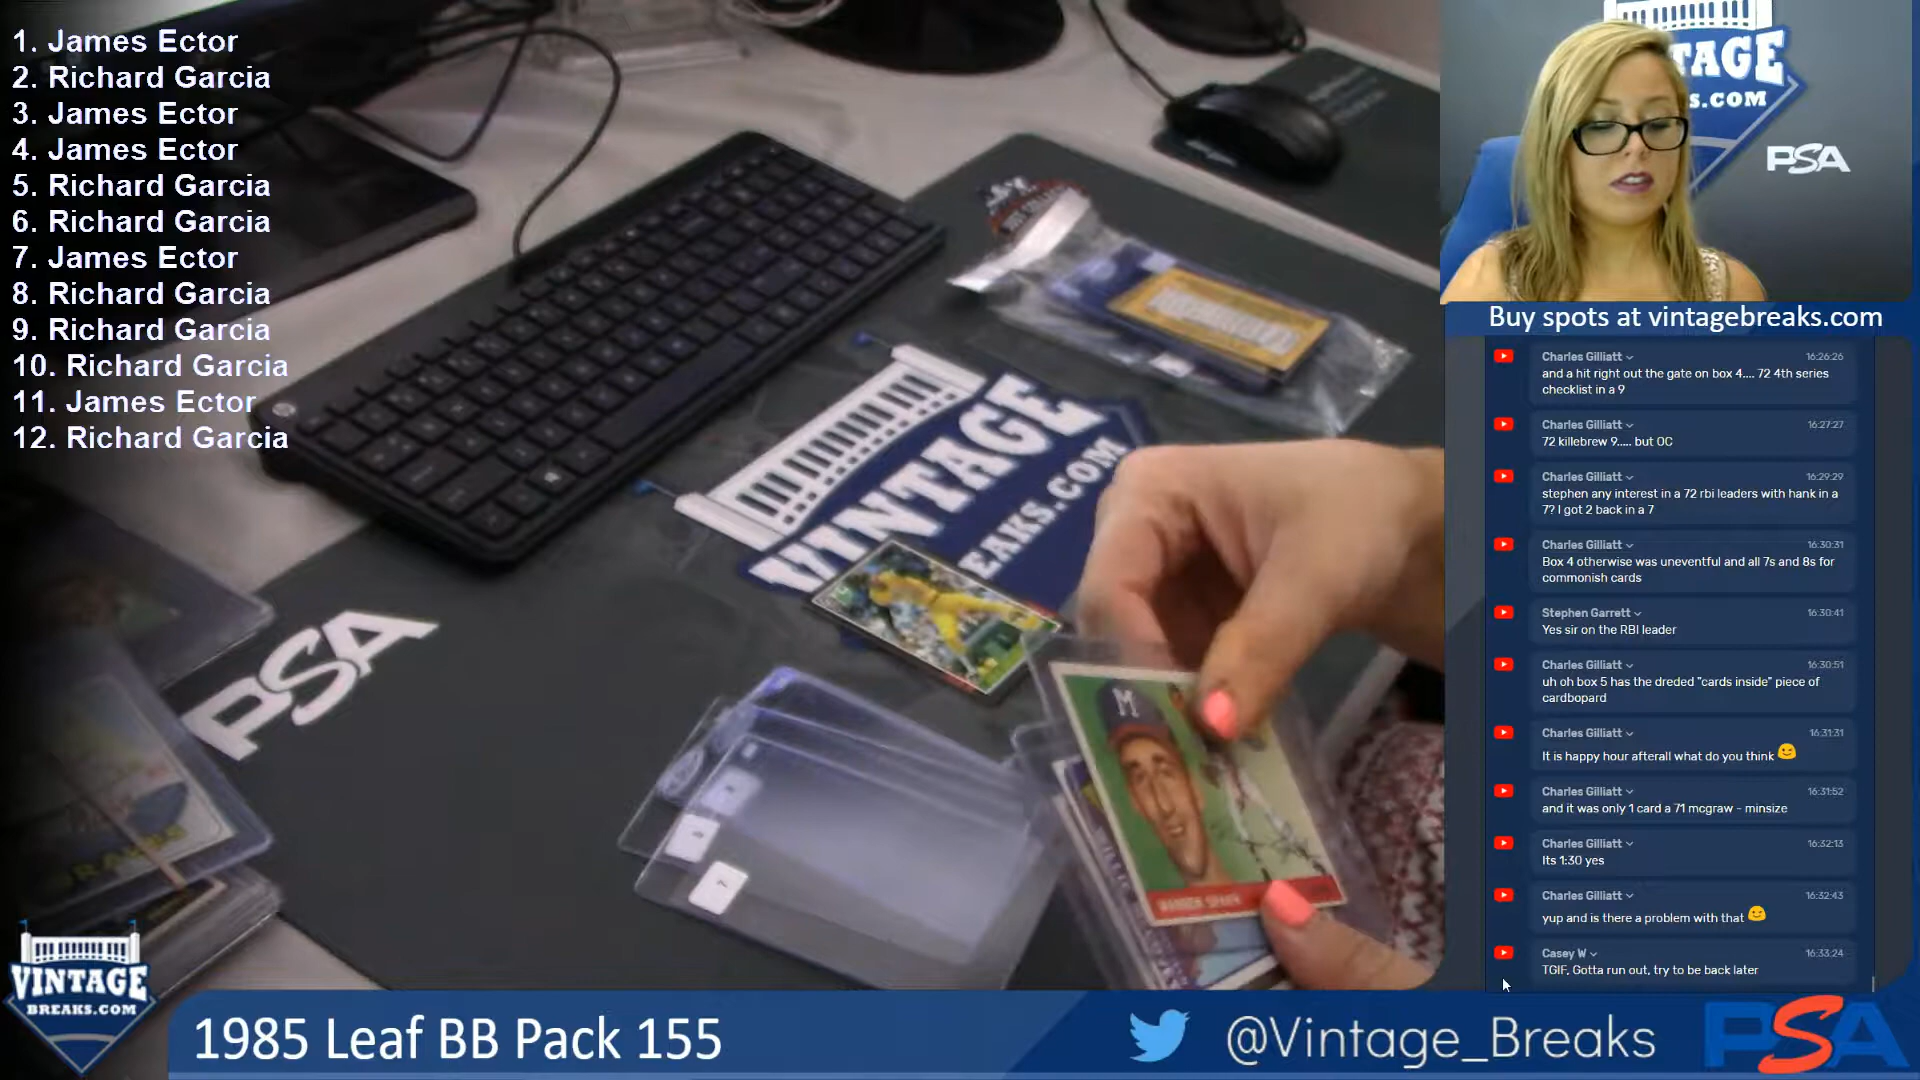 1. James Ector
2. Richard Garcia
3. James Ector
4. James Ector
5. Richard Garcia
6. Richard Garcia
7. James Ector
8. Richard Garcia
9. Richard Garcia
10. Richard Garcia
11. James Ector
12. Richard Garcia
PSA
VINTAGE
EAKS.COM
M
WARREN SPAHN
7
VINTAGE
BREAKS.COM
1985 Leaf BB Pack 155
@Vintage_Breaks
PSA
TAGE
S.COM
PSA
Buy spots at vintagebreaks.com
Charles Gilliatt 16:26:26
and a hit right out the gate on box 4.... 72 4th series
checklist in a 9
Charles Gilliatt 16:27:27
72 killebrew 9..... but OC
Charles Gilliatt 16:29:29
stephen any interest in a 72 rbi leaders with hank in a
7? I got 2 back in a 7
Charles Gilliatt 16:30:31
Box 4 otherwise was uneventful and all 7s and 8s for
commonish cards
Stephen Garrett 16:30:41
Yes sir on the RBI leader
Charles Gilliatt 16:30:51
uh oh box 5 has the dreded "cards inside" piece of
cardbopard
Charles Gilliatt 16:31:31
It is happy hour afterall what do you think
Charles Gilliatt 16:31:52
and it was only 1 card a 71 mcgraw - minsize
Charles Gilliatt 16:32:13
Its 1:30 yes
Charles Gilliatt 16:32:43
yup and is there a problem with that
Casey W 16:33:24
TGIF, Gotta run out, try to be back later